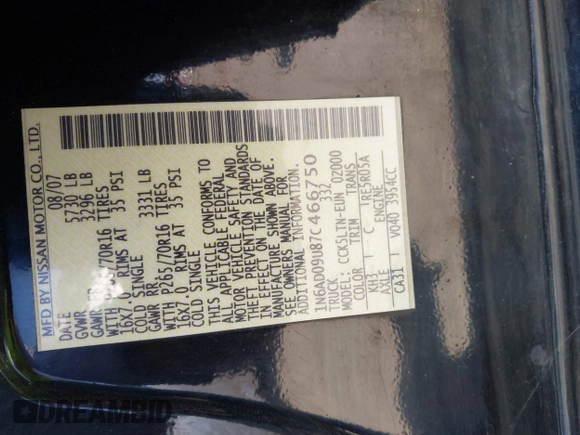 MFD BY NISSAN MOTOR CO., LTD.
DATE 08/07
GVWR 5730 LB
GAWR FR 3296 LB
WITH P265/70R16 TIRES
16X7.0 RIMS AT 35 PSI
COLD SINGLE
GAWR RR 3331 LB
WITH P265/70R16 TIRES
16X7.0 RIMS AT 35 PSI
COLD SINGLE
THIS VEHICLE CONFORMS TO
ALL APPLICABLE FEDERAL
MOTOR VEHICLE SAFETY AND
THEFT PREVENTION STANDARDS
IN EFFECT ON THE DATE OF
MANUFACTURE SHOWN ABOVE.
SEE OWNERS MANUAL FOR
ADDITIONAL INFORMATION.
1N6AD09U87C466750
TRUCK 332
MODEL: CCK5LTN-EUN 0Z000
COLOR TRIM TRANS
KH3 C RE5R05A
AXLE ENGINE
CA31 VQ40 3954CC
DREAMBID